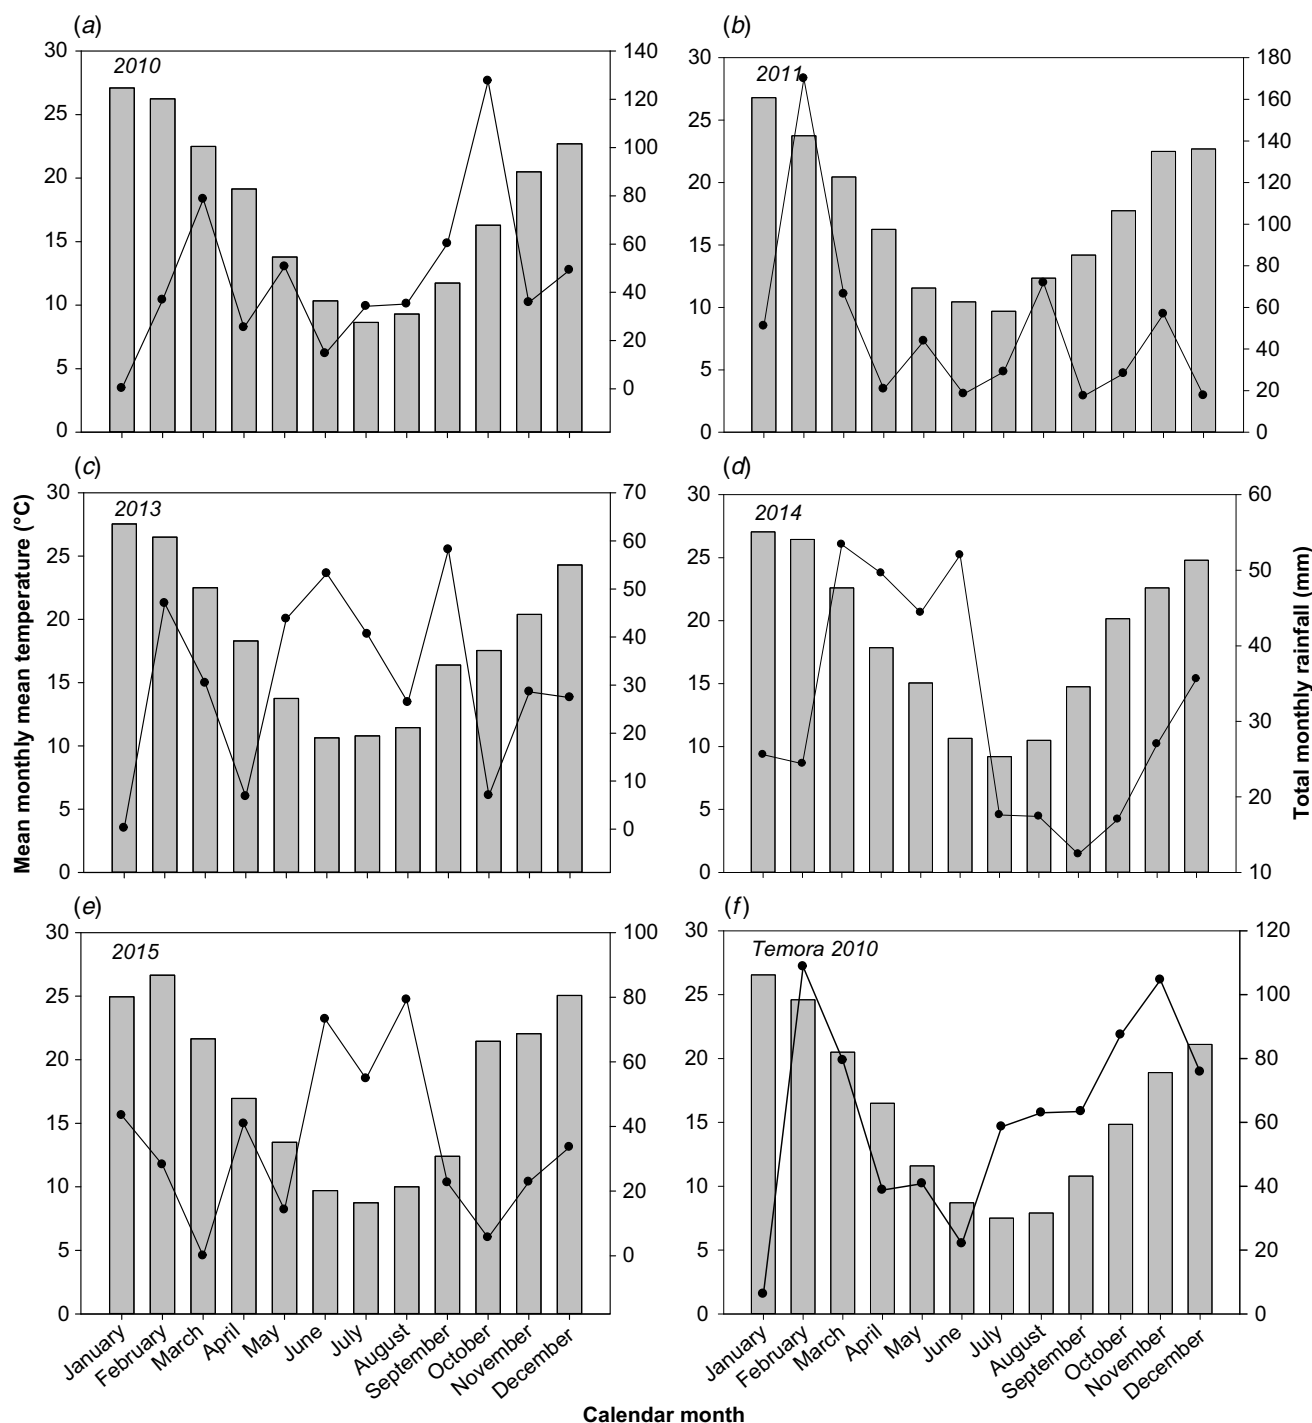 (a)
(b)
2010
2011
30
25
20
15
10
5
0
140
120
100
80
60
40
20
0
30
25
20
15
10
5
0
180
160
140
120
100
80
60
40
20
0
(c)
(d)
2013
2014
30
25
20
15
10
5
0
70
60
50
40
30
20
10
0
30
25
20
15
10
5
0
60
50
40
30
20
10
Mean monthly mean temperature (°C)
Total monthly rainfall (mm)
(e)
(f)
2015
Temora 2010
30
25
20
15
10
5
0
100
80
60
40
20
0
30
25
20
15
10
5
0
120
100
80
60
40
20
0
January
February
March
April
May
June
July
August
September
October
November
December
January
February
March
April
May
June
July
August
September
October
November
December
Calendar month